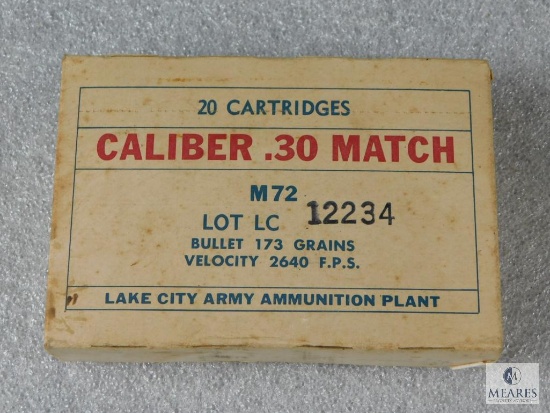 20 CARTRIDGES
CALIBER .30 MATCH
M72
LOT LC 12234
BULLET 173 GRAINS
VELOCITY 2640 F.P.S.
LAKE CITY ARMY AMMUNITION PLANT
M
MEARES